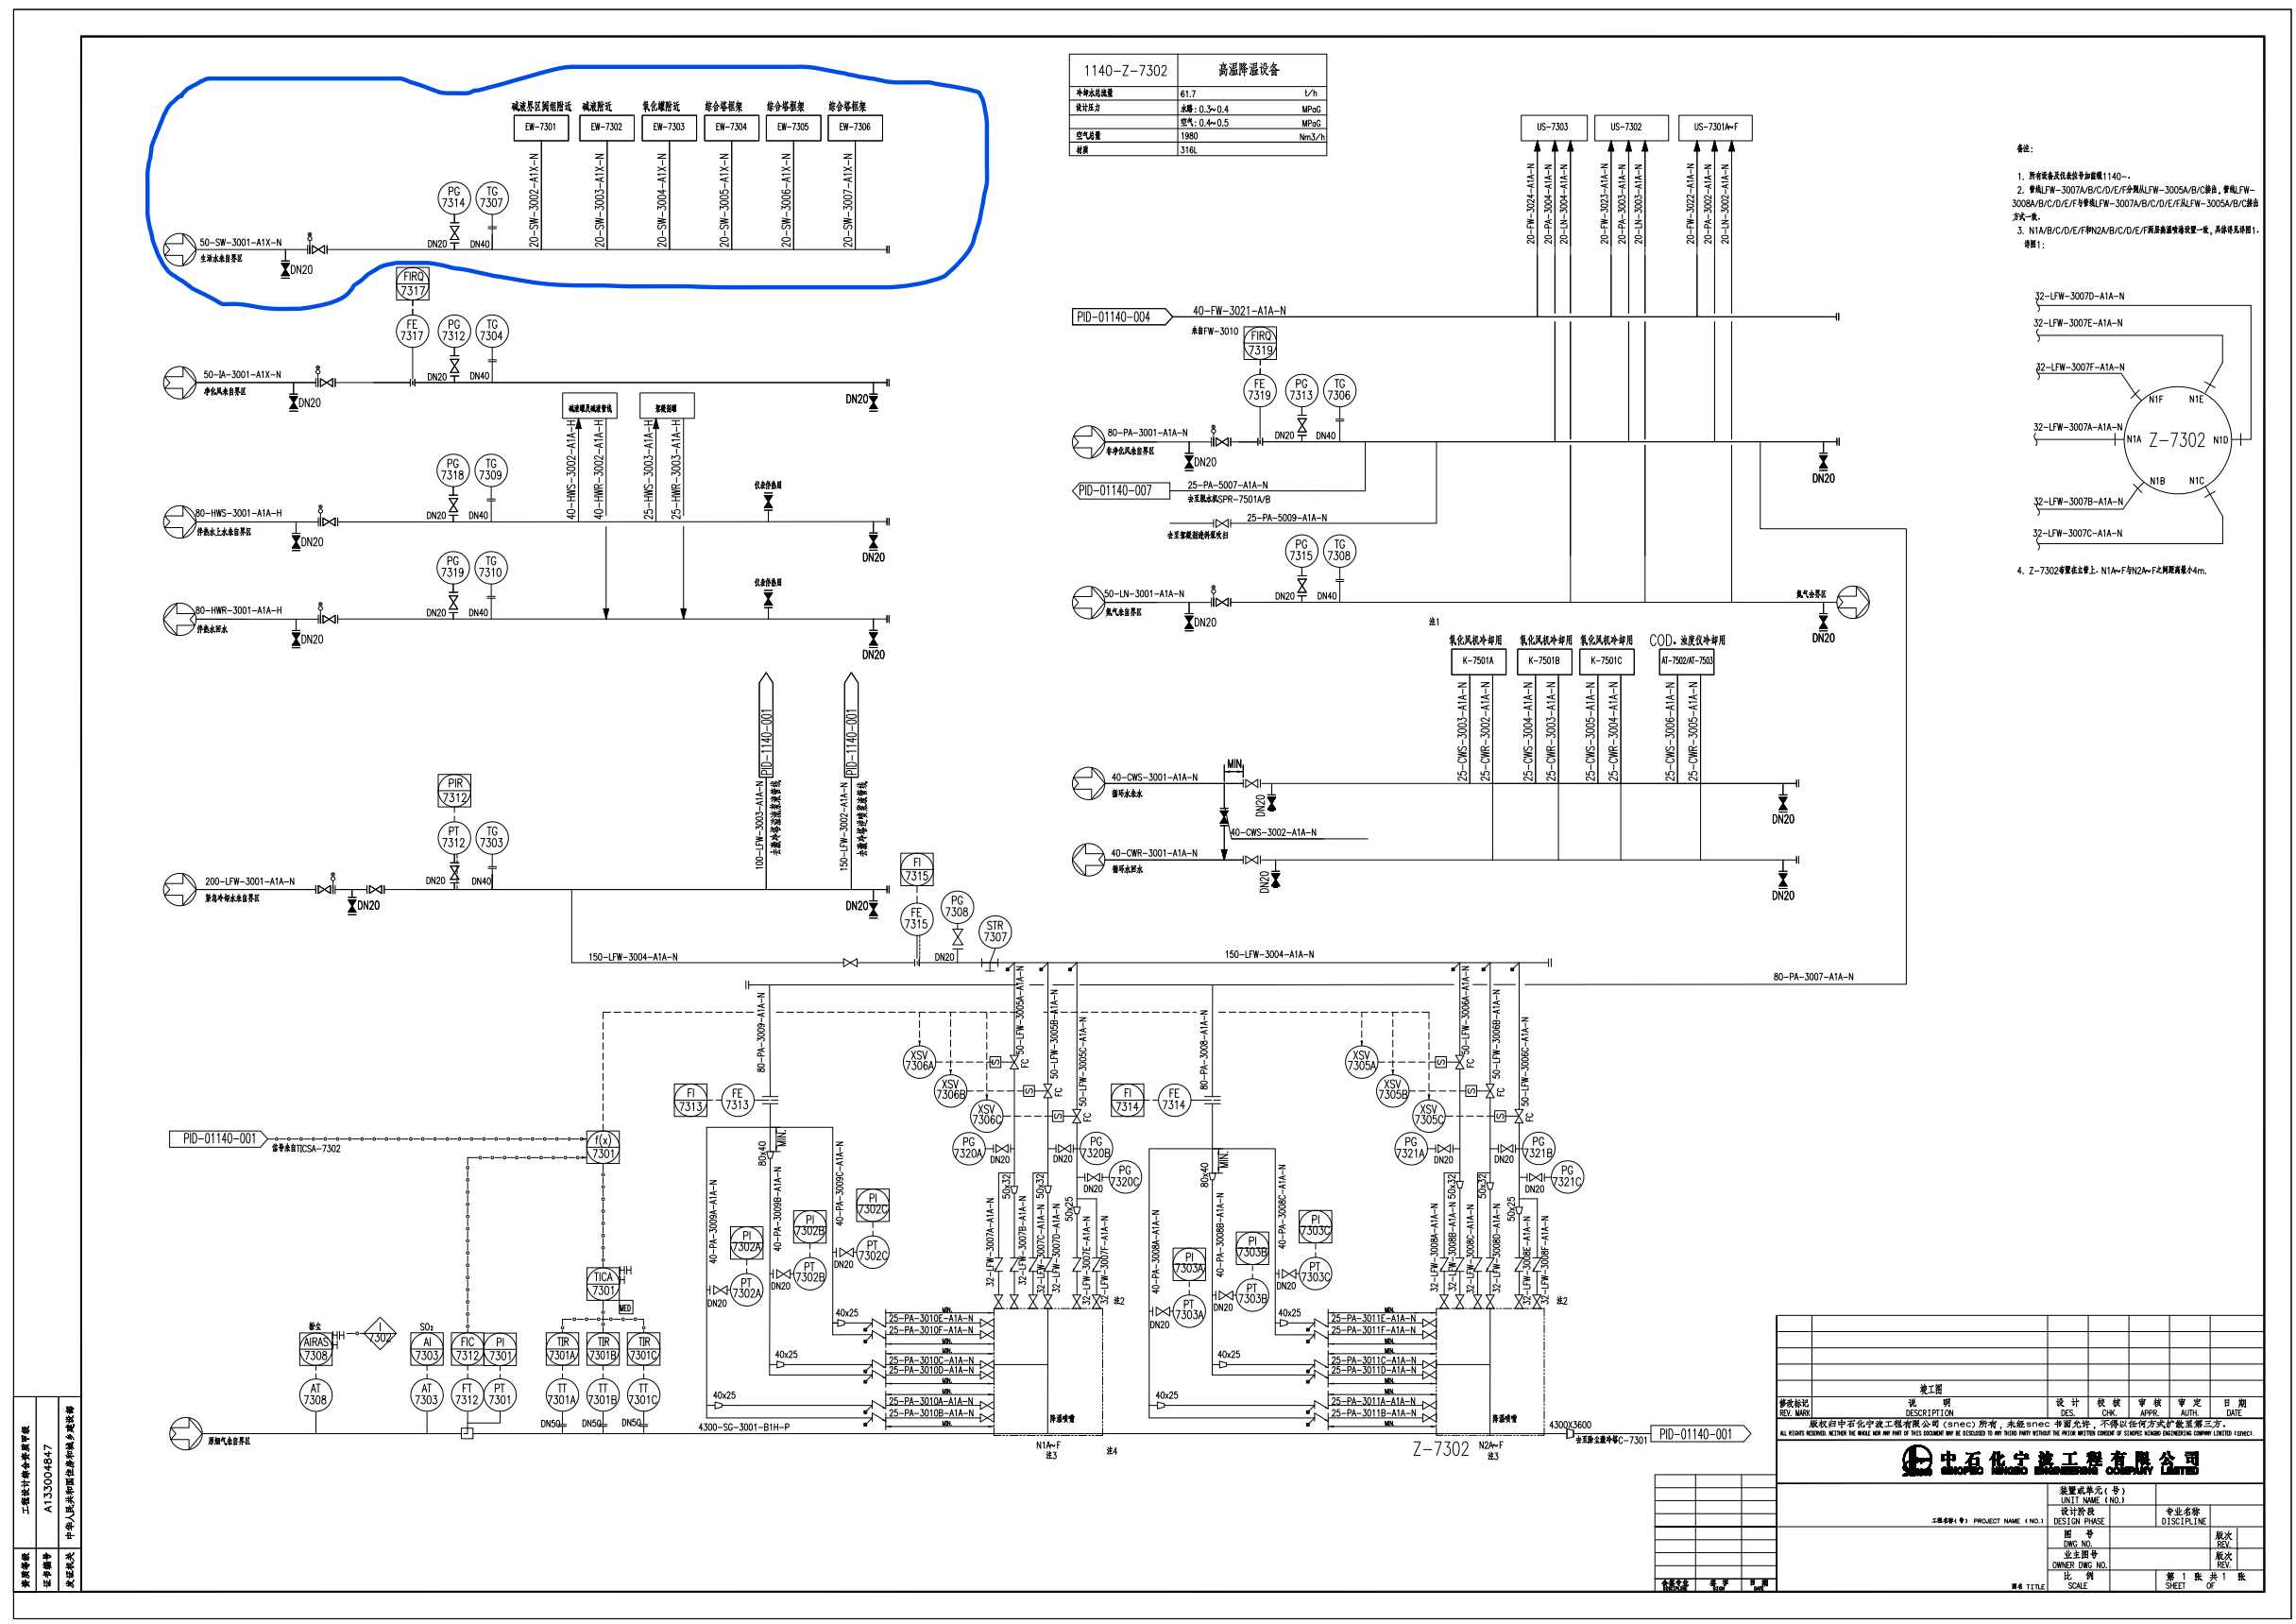 碱液界区阀组附近
碱液附近
氧化罐附近
综合塔框架
综合塔框架
综合塔框架
EW-7301
EW-7302
EW-7303
EW-7304
EW-7305
EW-7306
20-SW-3002-A1X-N
20-SW-3003-A1X-N
20-SW-3004-A1X-N
20-SW-3005-A1X-N
20-SW-3006-A1X-N
20-SW-3007-A1X-N
PG 7314
TG 7307
DN20
DN40
50-SW-3001-A1X-N
生活水来自界区
DN20
FIRQ 7317
FE 7317
PG 7312
TG 7304
50-IA-3001-A1X-N
净化风来自界区
DN20
DN20
DN40
DN20
碱液罐及碱液管线
40-HWS-3002-A1A-H
40-HWR-3002-A1A-H
25-HWS-3003-A1A-H
25-HWR-3003-A1A-H
PG 7318
TG 7309
仪表伴热用
80-HWS-3001-A1A-H
伴热水上水来自界区
DN20
DN20
DN40
DN20
PG 7319
TG 7310
仪表伴热用
80-HWR-3001-A1A-H
伴热水回水
DN20
DN20
DN40
DN20
PID-1140-001
PID-1140-001
100-LFW-3003-A1A-N
150-LFW-3002-A1A-N
PIR 7312
PT 7312
TG 7303
200-LFW-3001-A1A-N
DN20
DN20
DN40
DN20
FI 7315
FE 7315
PG 7308
STR 7307
150-LFW-3004-A1A-N
DN20
150-LFW-3004-A1A-N
1140-Z-7302
高温降温设备
冷却水总流量 61.7 t/h
设计压力 水路: 0.3~0.4 MPaG
空气: 0.4~0.5 MPaG
空气总量 1980 Nm3/h
材质 316L
US-7303
US-7302
US-7301A~F
20-FW-3024-A1A-N
20-PA-3004-A1A-N
20-LN-3004-A1A-N
20-FW-3023-A1A-N
20-PA-3003-A1A-N
20-LN-3003-A1A-N
20-FW-3022-A1A-N
20-PA-3002-A1A-N
20-LN-3002-A1A-N
PID-01140-004
40-FW-3021-A1A-N
来自FW-3010
FIRQ 7319
FE 7319
PG 7313
TG 7306
80-PA-3001-A1A-N
非净化风来自界区
DN20
DN20
DN40
DN20
PID-01140-007
25-PA-5007-A1A-N
去至脱水机SPR-7501A/B
25-PA-5009-A1A-N
PG 7315
TG 7308
50-LN-3001-A1A-N
氮气来自界区
DN20
DN20
DN40
氮气去界区
DN20
注1
氧化风机冷却用
氧化风机冷却用
氧化风机冷却用
COD、浊度仪冷却用
K-7501A
K-7501B
K-7501C
AT-7502/AT-7503
25-CWS-3003-A1A-N
25-CWR-3002-A1A-N
25-CWS-3004-A1A-N
25-CWR-3003-A1A-N
25-CWS-3005-A1A-N
25-CWR-3004-A1A-N
25-CWS-3006-A1A-N
25-CWR-3005-A1A-N
40-CWS-3001-A1A-N
循环水来水
MIN.
DN20
DN20
40-CWS-3002-A1A-N
40-CWR-3001-A1A-N
循环水回水
DN20
DN20
备注:
1. 所有设备及仪表位号加前缀1140-.
2. 管线LFW-3007A/B/C/D/E/F分别从LFW-3005A/B/C接出, 管线LFW-
3008A/B/C/D/E/F与管线LFW-3007A/B/C/D/E/F从LFW-3005A/B/C接出
方式一致.
3. N1A/B/C/D/E/F和N2A/B/C/D/E/F两层高温喷墙设置一致, 具体详见详图1.
详图1:
32-LFW-3007D-A1A-N
32-LFW-3007E-A1A-N
32-LFW-3007F-A1A-N
32-LFW-3007A-A1A-N
32-LFW-3007B-A1A-N
32-LFW-3007C-A1A-N
N1F
N1E
N1A
Z-7302
N1D
N1B
N1C
4. Z-7302布置在立管上. N1A~F与N2A~F之间距离最小4m.
80-PA-3007-A1A-N
80-PA-3009-A1A-N
50-LFW-3005A-A1A-N
50-LFW-3005B-A1A-N
50-LFW-3005C-A1A-N
80-PA-3008-A1A-N
50-LFW-3006A-A1A-N
50-LFW-3006B-A1A-N
50-LFW-3006C-A1A-N
XSV 7306A
XSV 7306B
XSV 7306C
S
S
S
FC
FC
FC
XSV 7305A
XSV 7305B
XSV 7305C
S
S
S
FC
FC
FC
FI 7313
FE 7313
FI 7314
FE 7314
PID-01140-001
信号来自TICSA-7302
f(x) 7301
80x40
MIN.
40-PA-3009A-A1A-N
40-PA-3009B-A1A-N
40-PA-3009C-A1A-N
PI 7302A
PI 7302B
PI 7302C
PT 7302A
PT 7302B
PT 7302C
DN20
DN20
DN20
PG 7320A
PG 7320B
PG 7320C
DN20
DN20
DN20
50x32
50x32
50x25
32-LFW-3007A-A1A-N
32-LFW-3007B-A1A-N
32-LFW-3007C-A1A-N
32-LFW-3007D-A1A-N
32-LFW-3007E-A1A-N
32-LFW-3007F-A1A-N
注2
80x40
MIN.
40-PA-3008A-A1A-N
40-PA-3008B-A1A-N
40-PA-3008C-A1A-N
PI 7303A
PI 7303B
PI 7303C
PT 7303A
PT 7303B
PT 7303C
DN20
DN20
DN20
PG 7321A
PG 7321B
PG 7321C
DN20
DN20
DN20
50x32
50x32
50x25
32-LFW-3008A-A1A-N
32-LFW-3008B-A1A-N
32-LFW-3008C-A1A-N
32-LFW-3008D-A1A-N
32-LFW-3008E-A1A-N
32-LFW-3008F-A1A-N
注2
TICA 7301
HH
H
MED
粉尘
AIRAS 7308
HH
H
I 7302
SO₂
AI 7303
FIC 7312
PI 7301
TIR 7301A
TIR 7301B
TIR 7301C
AT 7308
AT 7303
FT 7312
PT 7301
TT 7301A
TT 7301B
TT 7301C
DN50
DN50
DN50
原烟气来自界区
4300-SG-3001-B1H-P
40x25
40x25
40x25
MIN.
25-PA-3010E-A1A-N
25-PA-3010F-A1A-N
MIN.
MIN.
25-PA-3010C-A1A-N
25-PA-3010D-A1A-N
MIN.
MIN.
25-PA-3010A-A1A-N
25-PA-3010B-A1A-N
MIN.
降温喷嘴
N1A~F
注3
注4
40x25
40x25
40x25
MIN.
25-PA-3011E-A1A-N
25-PA-3011F-A1A-N
MIN.
MIN.
25-PA-3011C-A1A-N
25-PA-3011D-A1A-N
MIN.
MIN.
25-PA-3011A-A1A-N
25-PA-3011B-A1A-N
MIN.
降温喷嘴
Z-7302
N2A~F
注3
4300X3600
去至除尘激冷塔C-7301
PID-01140-001
竣工图
修改标记 REV. MARK
说 明 DESCRIPTION
设 计 DES.
校 核 CHK.
审 核 APPR.
审 定 AUTH.
日 期 DATE
版权归中石化宁波工程有限公司(snec)所有, 未经snec 书面允许, 不得以任何方式扩散至第三方.
ALL RIGHTS RESERVED. NEITHER THE WHOLE NOR ANY PART OF THIS DOCUMENT MAY BE DISCLOSED TO ANY THIRD PARTY WITHOUT THE PRIOR WRITTEN CONSENT OF SINOPEC NINGBO ENGINEERING COMPANY LIMITED (snec).
中石化宁波工程有限公司
SINOPEC NINGBO ENGINEERING COMPANY LIMITED
装置或单元(号)
UNIT NAME (NO.)
工程名称(号) PROJECT NAME (NO.)
设计阶段 DESIGN PHASE
专业名称 DISCIPLINE
图 号 DWG NO.
版次 REV.
业主图号 OWNER DWG NO.
版次 REV.
图名 TITLE
比 例 SCALE
第 1 张 共 1 张
SHEET OF
会签专业 DISCIPLINE
签 字 SIGN
日 期 DATE
资质等级
工程设计综合资质甲级
证书编号
A133004847
发证机关
中华人民共和国住房和城乡建设部